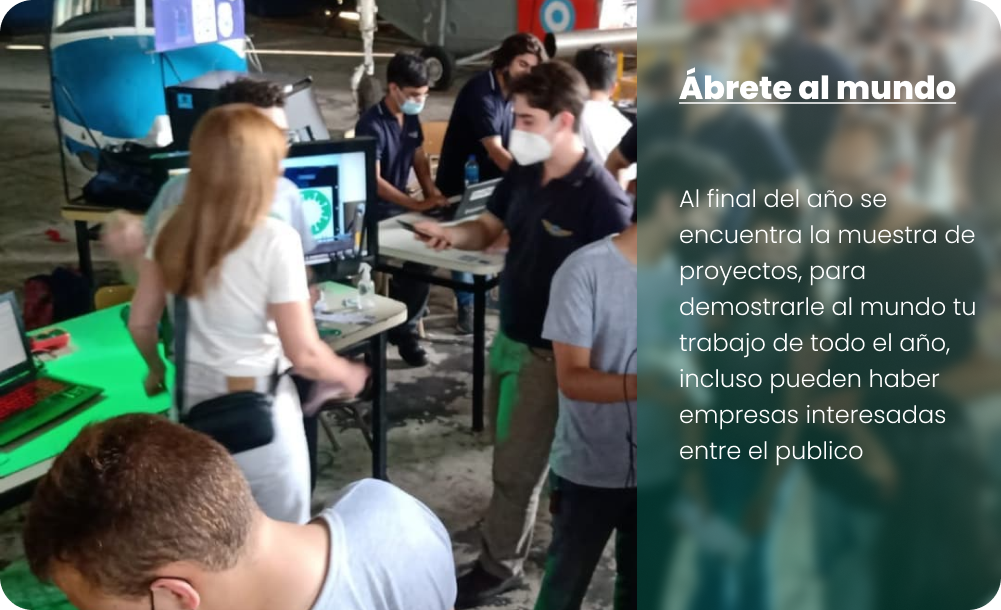 Ábrete al mundo
Al final del año se
encuentra la muestra de
proyectos, para
demostrarle al mundo tu
trabajo de todo el año,
incluso pueden haber
empresas interesadas
entre el publico